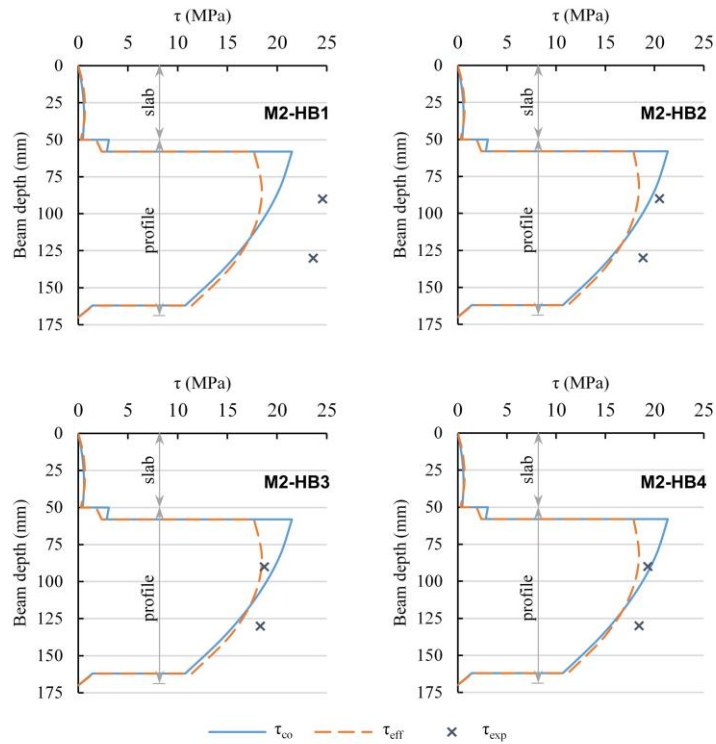 τ (MPa)
0 5 10 15 20 25
0
25
50
75
100
125
150
175
Beam depth (mm)
slab
profile
M2-HB1
τ (MPa)
0 5 10 15 20 25
0
25
50
75
100
125
150
175
Beam depth (mm)
slab
profile
M2-HB2
τ (MPa)
0 5 10 15 20 25
0
25
50
75
100
125
150
175
Beam depth (mm)
slab
profile
M2-HB3
τ (MPa)
0 5 10 15 20 25
0
25
50
75
100
125
150
175
Beam depth (mm)
slab
profile
M2-HB4
τco τeff τexp